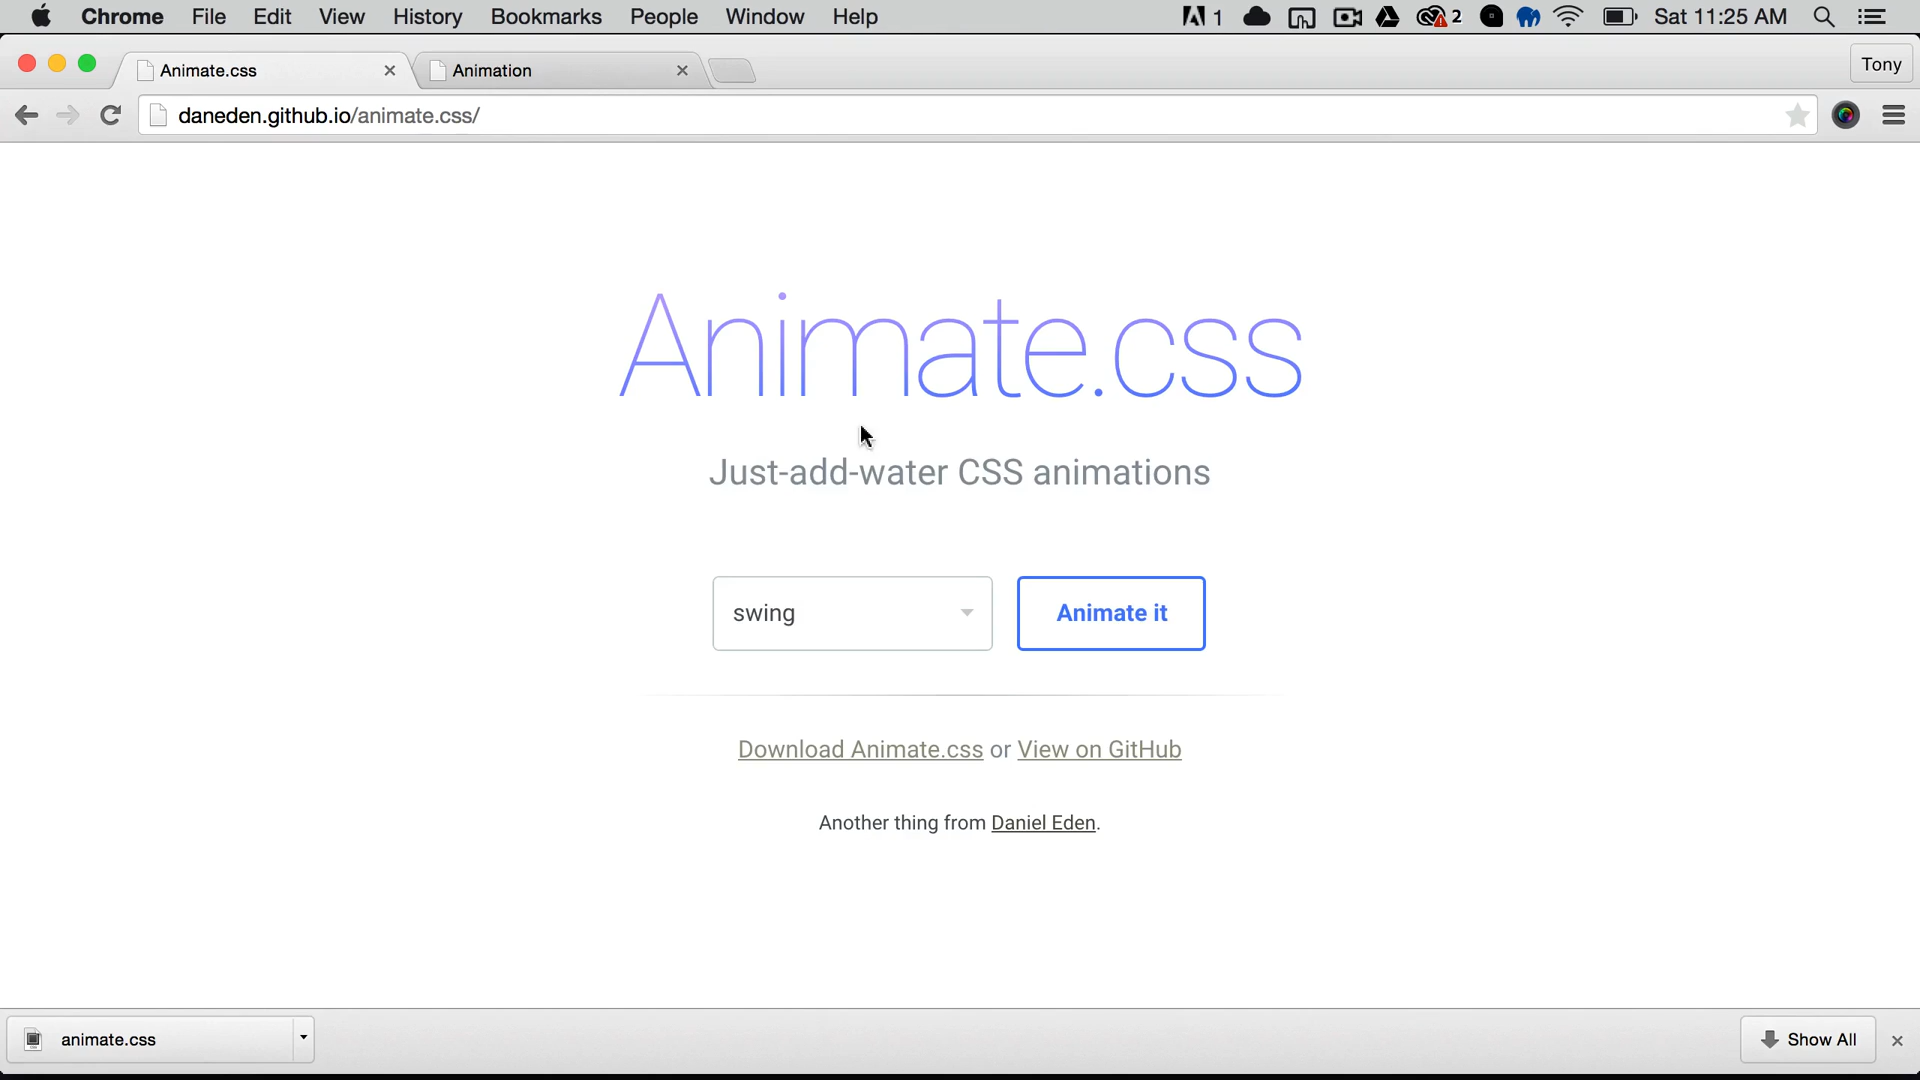 Chrome File Edit View History Bookmarks People Window Help 1 2 Sat 11:25 AM
Animate.css Animation Tony
daneden.github.io/animate.css/
Animate.css
Just-add-water CSS animations
swing Animate it
Download Animate.css or View on GitHub
Another thing from Daniel Eden.
animate.css Show All